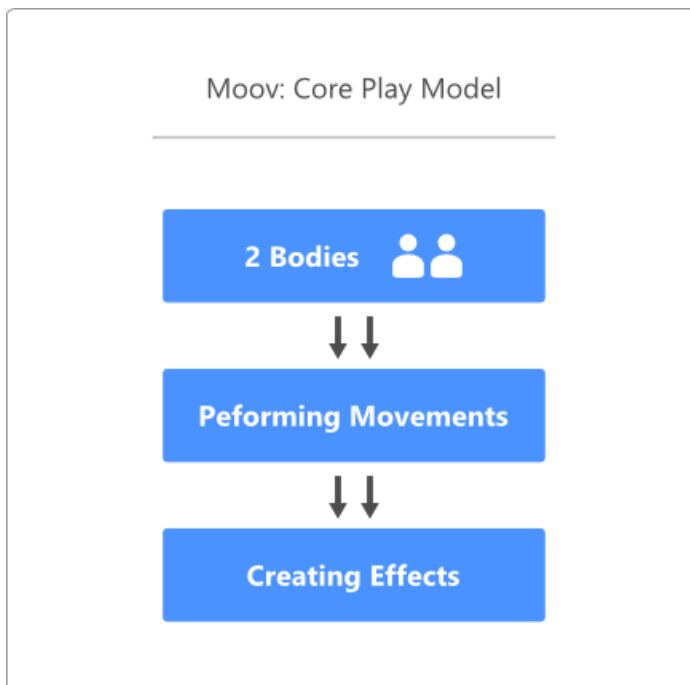 Moov: Core Play Model
2 Bodies
Peforming Movements
Creating Effects